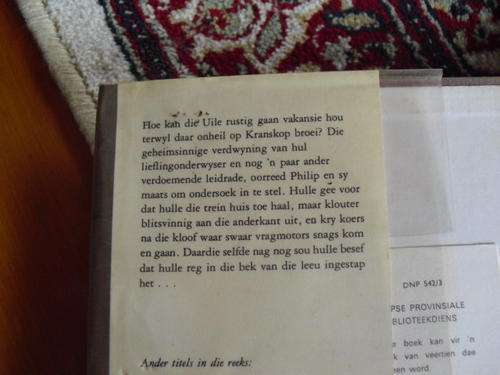 Hoe kan die Uile rustig gaan vakansie hou
terwyl daar onheil op Kranskop broei? Die
geheimsinnige verdwyning van hul
lieflingonderwyser en nog 'n paar ander
verdoemende leidrade, oorreed Philip en sy
maats om ondersoek in te stel. Hulle gee voor
dat hulle die trein huis toe haal, maar klouter
blitsvinnig aan die anderkant uit, en kry koers
na die kloof waar swaar vragmotors snags kom
en gaan. Daardie selfde nag nog sou hulle besef
dat hulle reg in die bek van die leeu ingestap
het . . .
Ander titels in die reeks:
DNP 542/3
PSE PROVINSIALE
BLIOTEEKDIENS
a boek kan vir 'n
k van veertien dae
een word.